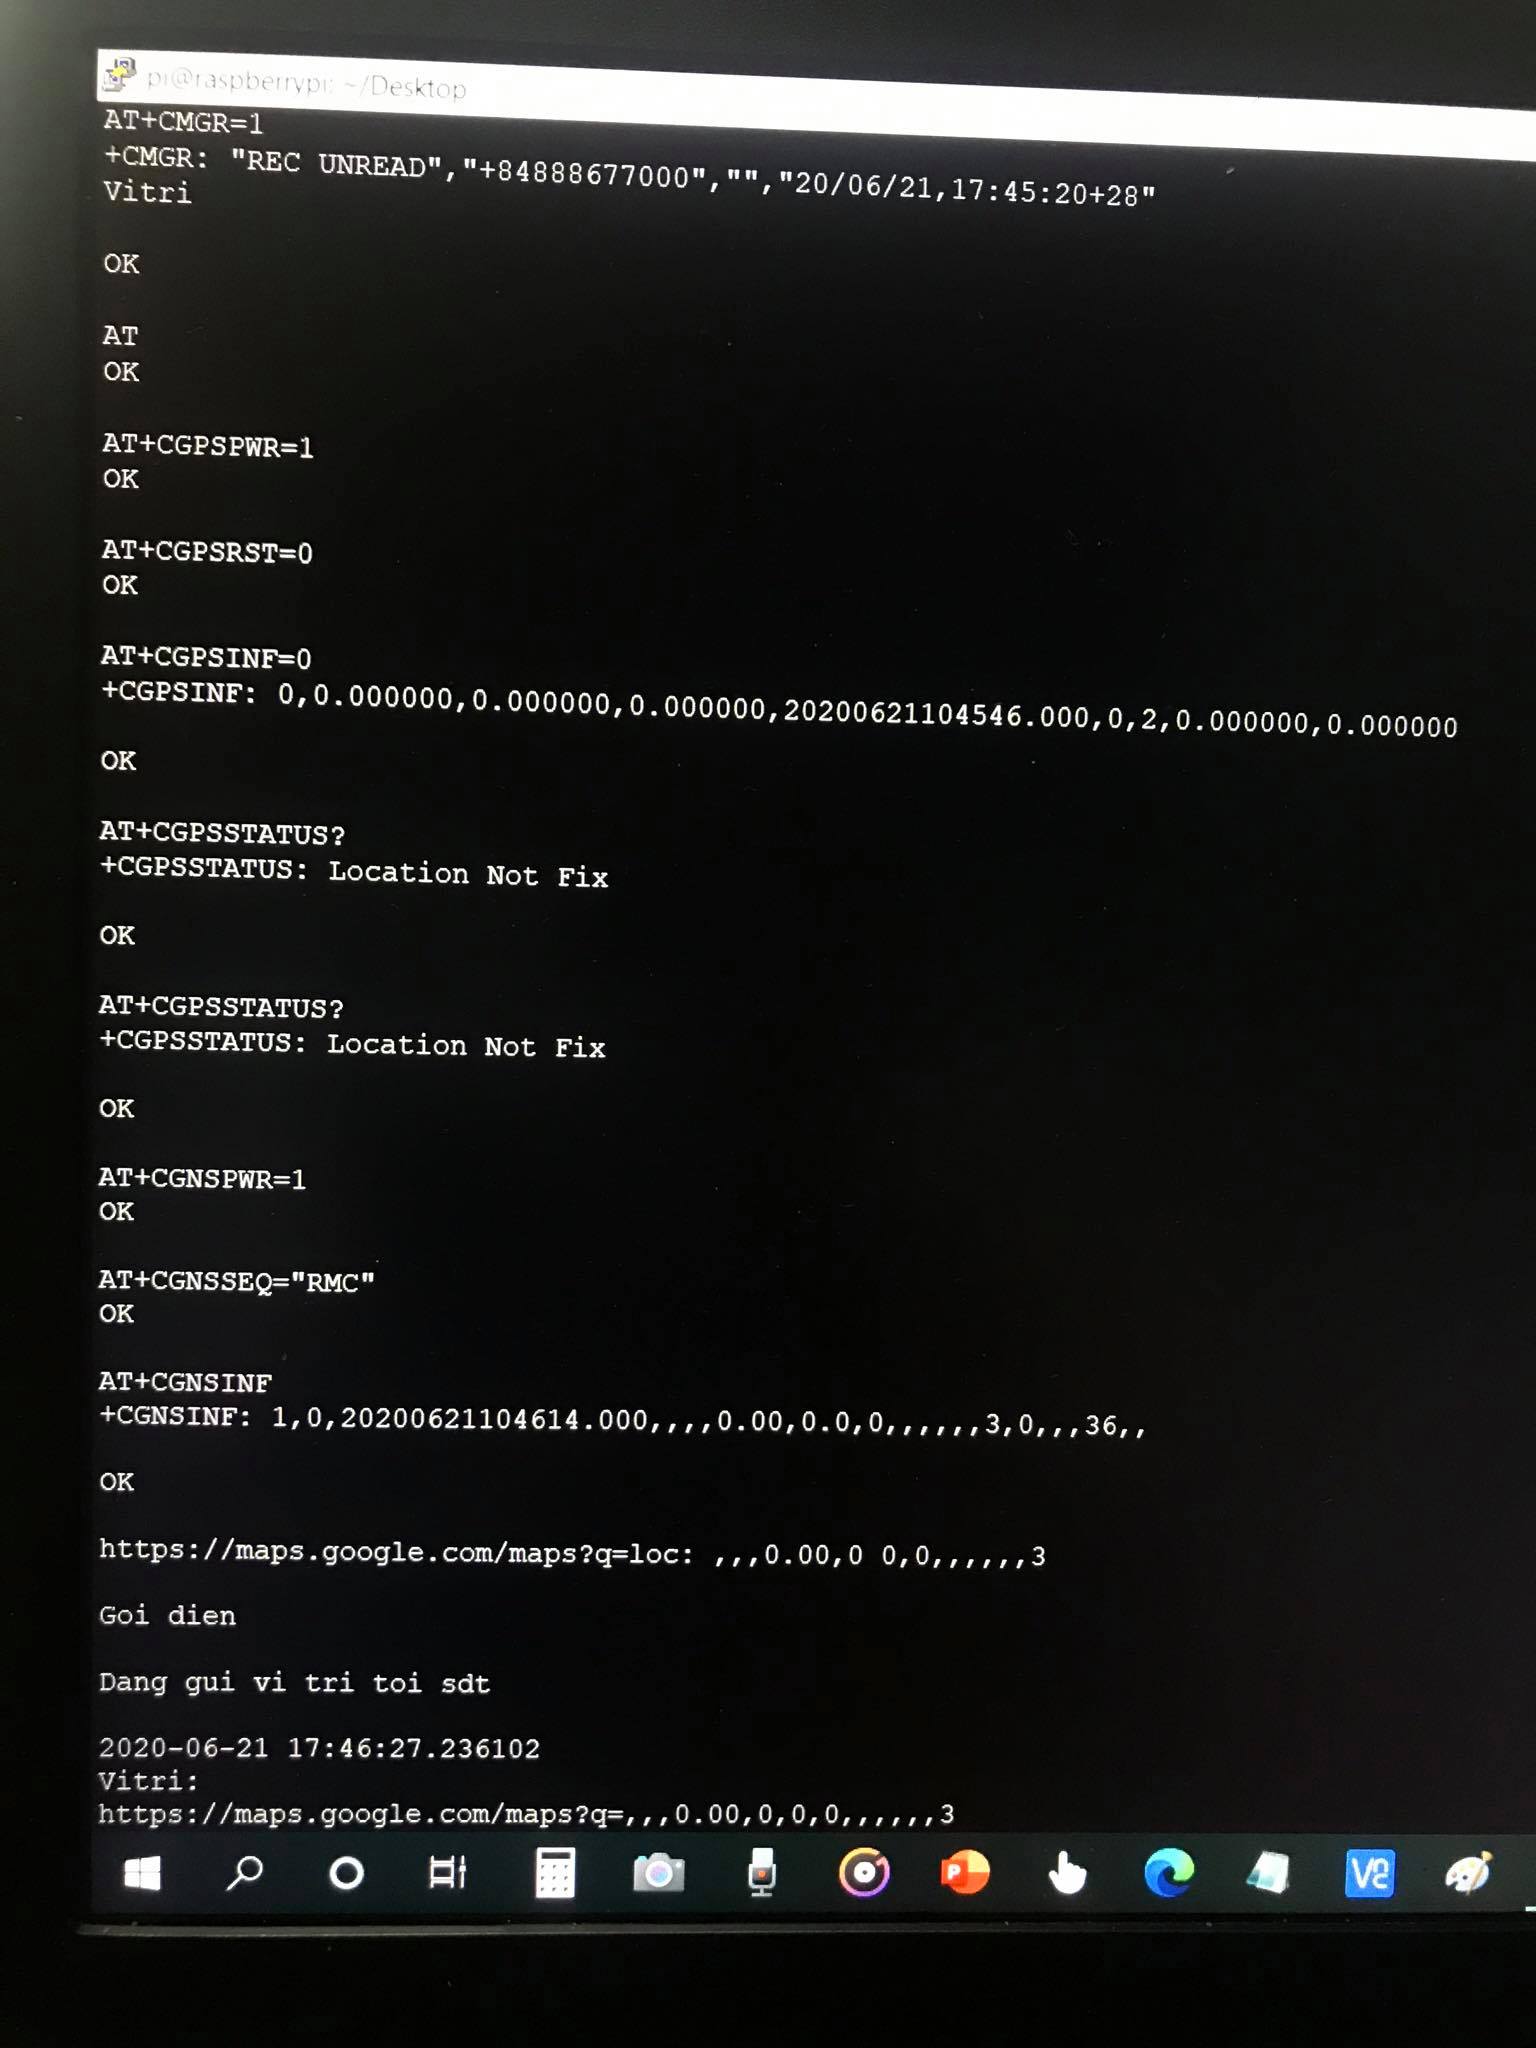 pi@raspberrypi: ~/Desktop
AT+CMGR=1
+CMGR: "REC UNREAD","+84888677000","","20/06/21,17:45:20+28"
Vitri
OK
AT
OK
AT+CGPSPWR=1
OK
AT+CGPSRST=0
OK
AT+CGPSINF=0
+CGPSINF: 0,0.000000,0.000000,0.000000,20200621104546.000,0,2,0.000000,0.000000
OK
AT+CGPSSTATUS?
+CGPSSTATUS: Location Not Fix
OK
AT+CGPSSTATUS?
+CGPSSTATUS: Location Not Fix
OK
AT+CGNSPWR=1
OK
AT+CGNSSEQ="RMC"
OK
AT+CGNSINF
+CGNSINF: 1,0,20200621104614.000,,,,0.00,0.0,0,,,,,,3,0,,,36,,
OK
https://maps.google.com/maps?q=loc: ,,,0.00,0 0,0,,,,,,3
Goi dien
Dang gui vi tri toi sdt
2020-06-21 17:46:27.236102
Vitri:
https://maps.google.com/maps?q=,,,0.00,0,0,0,,,,,,3
P
VC